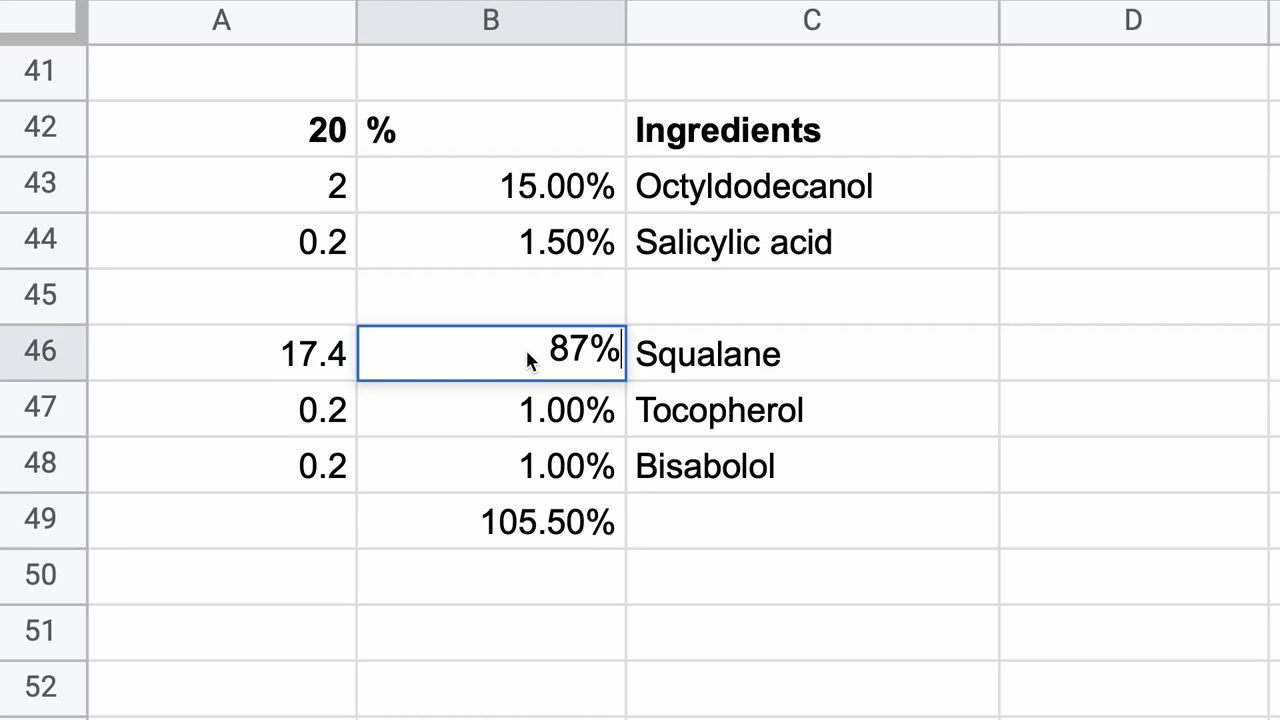 A B C D
41
42 20 % Ingredients
43 2 15.00% Octyldodecanol
44 0.2 1.50% Salicylic acid
45
46 17.4 87% Squalane
47 0.2 1.00% Tocopherol
48 0.2 1.00% Bisabolol
49 105.50%
50
51
52